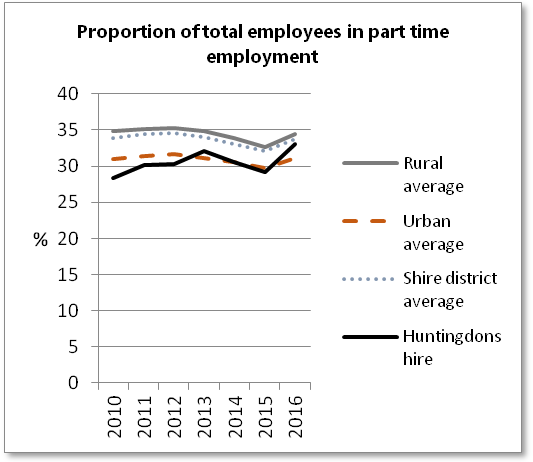 Proportion of total employees in part time
employment
40
35
30
25
20
15
10
5
0
%
2010
2011
2012
2013
2014
2015
2016
Rural
average
Urban
average
Shire district
average
Huntingdons
hire